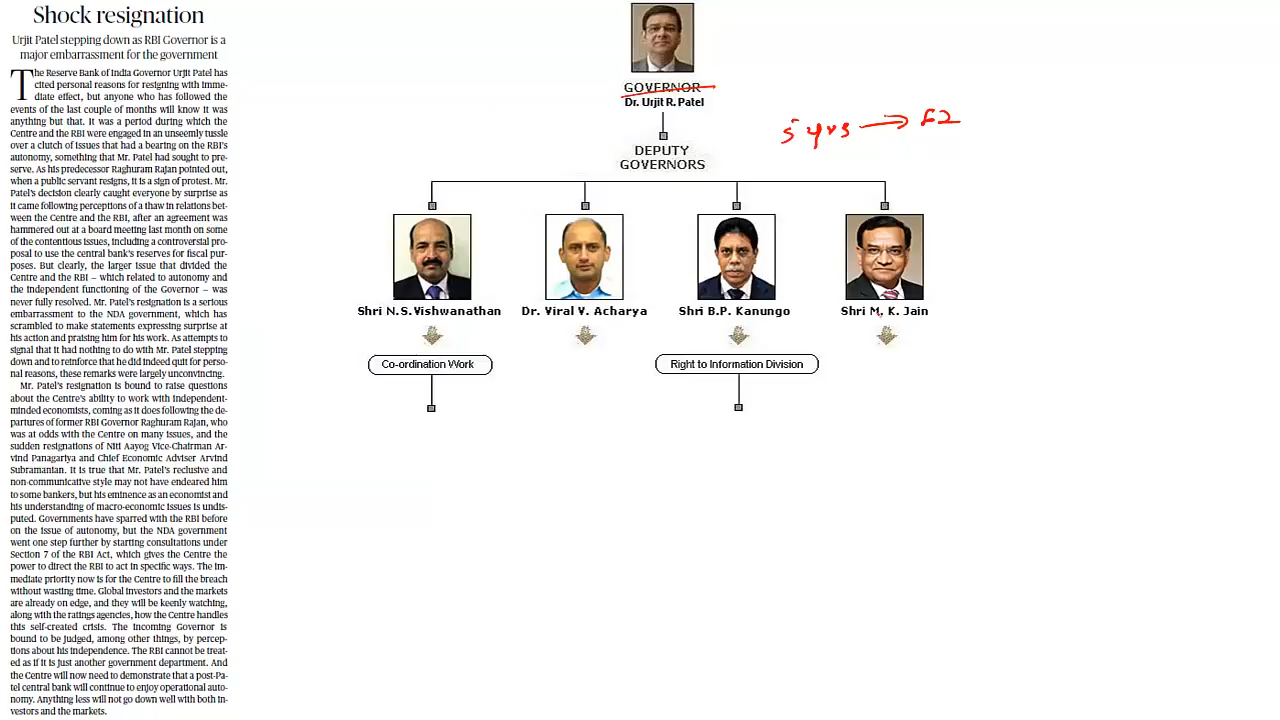 Shock resignation
Urjit Patel stepping down as RBI Governor is a
major embarrassment for the government
The Reserve Bank of India Governor Urjit Patel has
cited personal reasons for resigning with imme-
diate effect, but anyone who has followed the
events of the last couple of months will know it was
anything but that. It was a period during which the
Centre and the RBI were engaged in an unseemly tussle
over a clutch of issues that had a bearing on the RBI's
autonomy, something that Mr. Patel had sought to pre-
serve. As his predecessor Raghuram Rajan pointed out,
when a public servant resigns, it is a sign of protest. Mr.
Patel's decision clearly caught everyone by surprise as
it came following perceptions of a thaw in relations bet-
ween the Centre and the RBI, after an agreement was
hammered out at a board meeting last month on some
of the contentious issues, including a controversial pro-
posal to use the central bank's reserves for fiscal pur-
poses. But clearly, the larger issue that divided the
Centre and the RBI – which related to autonomy and
the independent functioning of the Governor – was
never fully resolved. Mr. Patel's resignation is a serious
embarrassment to the NDA government, which has
scrambled to make statements expressing surprise at
his action and praising him for his work. As attempts to
signal that it had nothing to do with Mr. Patel stepping
down and to reinforce that he did indeed quit for perso-
nal reasons, these remarks were largely unconvincing.
Mr. Patel's resignation is bound to raise questions
about the Centre's ability to work with independent-
minded economists, coming as it does following the de-
partures of former RBI Governor Raghuram Rajan, who
was at odds with the Centre on many issues, and the
sudden resignations of Niti Aayog Vice-Chairman Ar-
vind Panagariya and Chief Economic Adviser Arvind
Subramanian. It is true that Mr. Patel's reclusive and
non-communicative style may not have endeared him
to some bankers, but his eminence as an economist and
his understanding of macro-economic issues is undis-
puted. Governments have sparred with the RBI before
on the issue of autonomy, but the NDA government
went one step further by starting consultations under
Section 7 of the RBI Act, which gives the Centre the
power to direct the RBI to act in specific ways. The im-
mediate priority now is for the Centre to fill the breach
without wasting time. Global investors and the markets
are already on edge, and they will be keenly watching,
along with the ratings agencies, how the Centre handles
this self-created crisis. The incoming Governor is
bound to be judged, among other things, by percep-
tions about his independence. The RBI cannot be treat-
ed as if it is just another government department. And
the Centre will now need to demonstrate that a post-Pa-
tel central bank will continue to enjoy operational auto-
nomy. Anything less will not go down well with both in-
vestors and the markets.
GOVERNOR
Dr. Urjit R. Patel
5 yrs → 62
DEPUTY
GOVERNORS
Shri N.S.Vishwanathan
Dr. Viral V. Acharya
Shri B.P. Kanungo
Shri M. K. Jain
Co-ordination Work
Right to Information Division